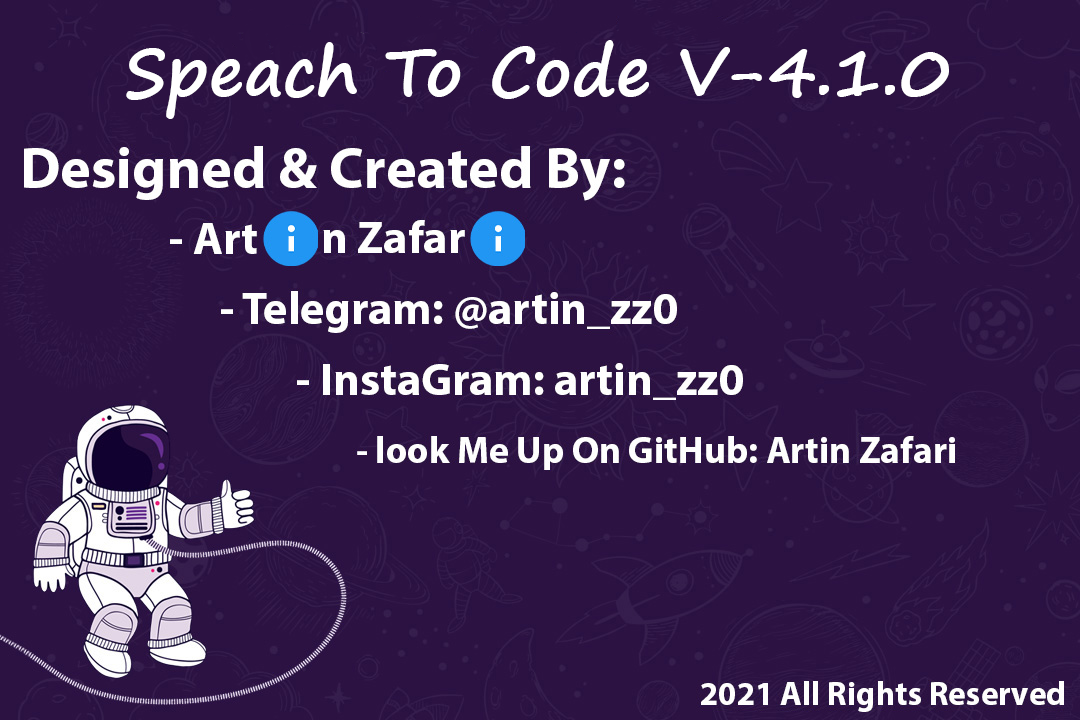 Speach To Code V-4.1.0
Designed & Created By:
- Artin Zafari
- Telegram: @artin_zz0
- InstaGram: artin_zz0
- look Me Up On GitHub: Artin Zafari
2021 All Rights Reserved